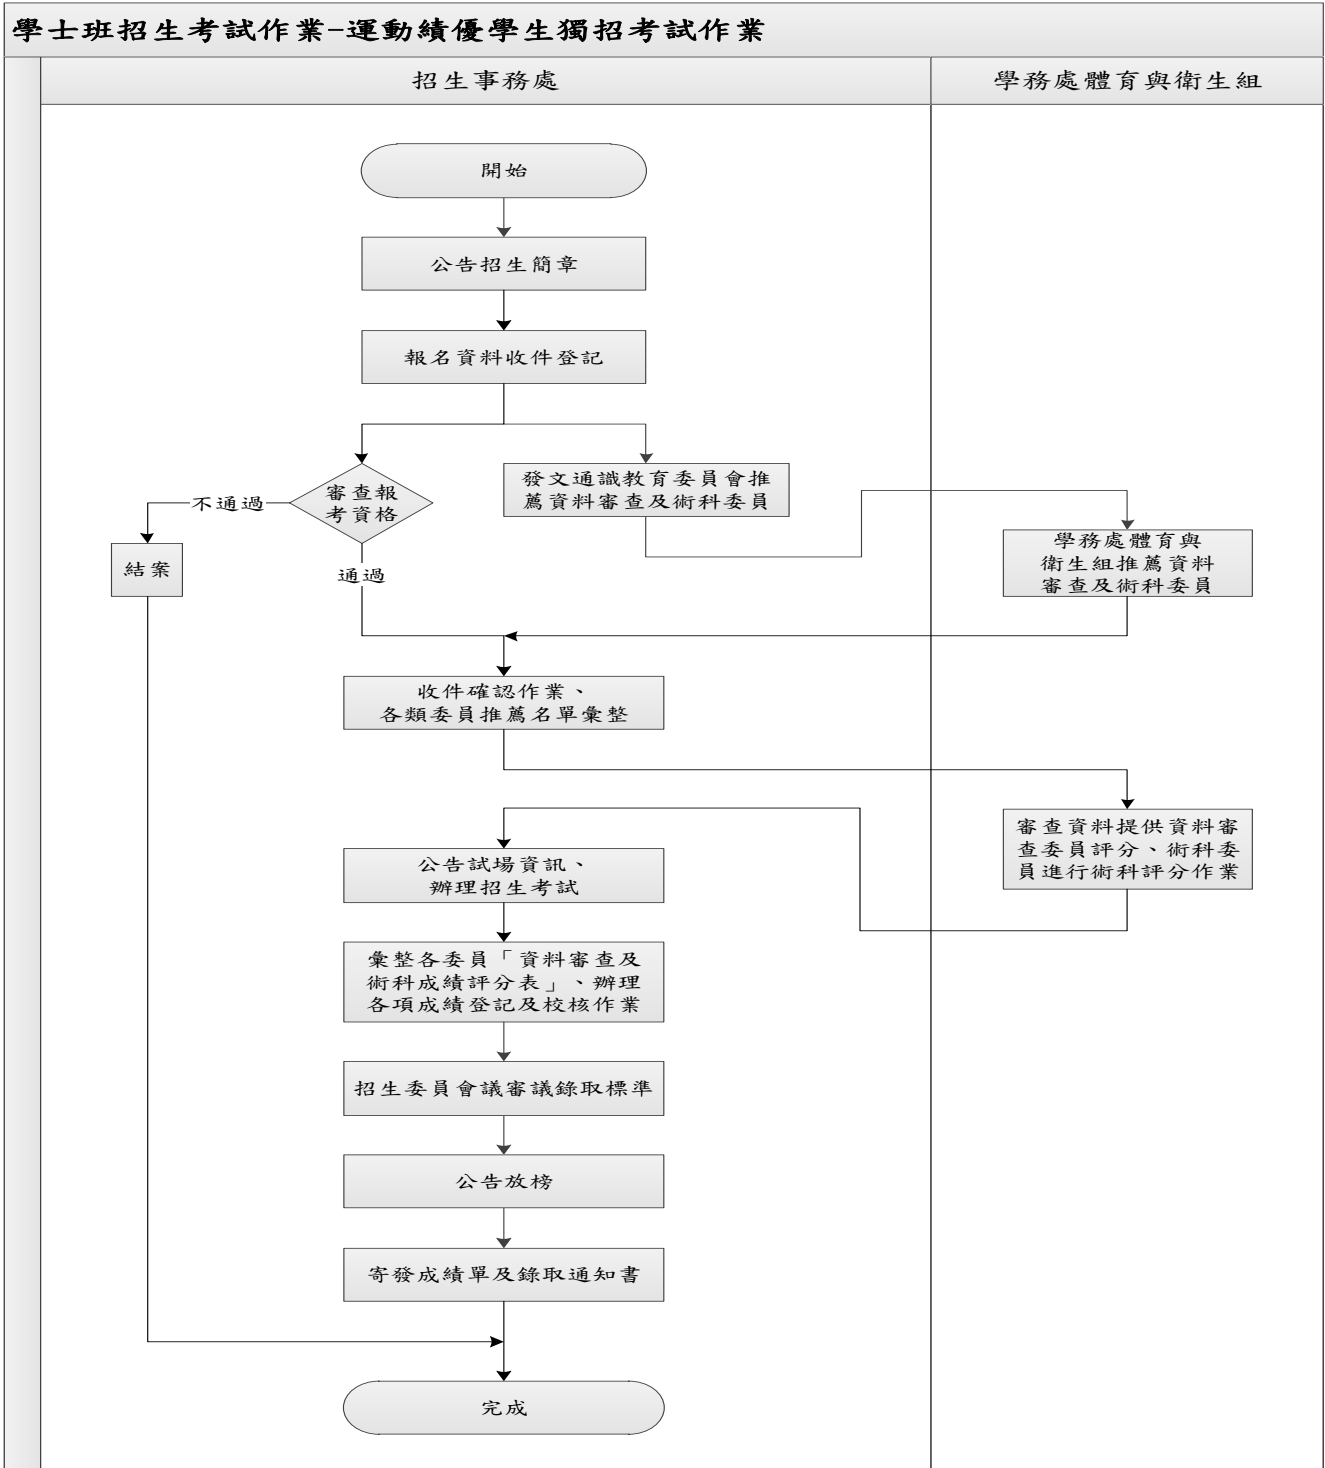 學士班招生考試作業-運動績優學生獨招考試作業
招生事務處
學務處體育與衛生組
開始
公告招生簡章
報名資料收件登記
審查報
考資格
不通過
通過
結案
發文通識教育委員會推
薦資料審查及術科委員
學務處體育與
衛生組推薦資料
審查及術科委員
收件確認作業、
各類委員推薦名單彙整
審查資料提供資料審
查委員評分、術科委
員進行術科評分作業
公告試場資訊、
辦理招生考試
彙整各委員「資料審查及
術科成績評分表」、辦理
各項成績登記及校核作業
招生委員會議審議錄取標準
公告放榜
寄發成績單及錄取通知書
完成